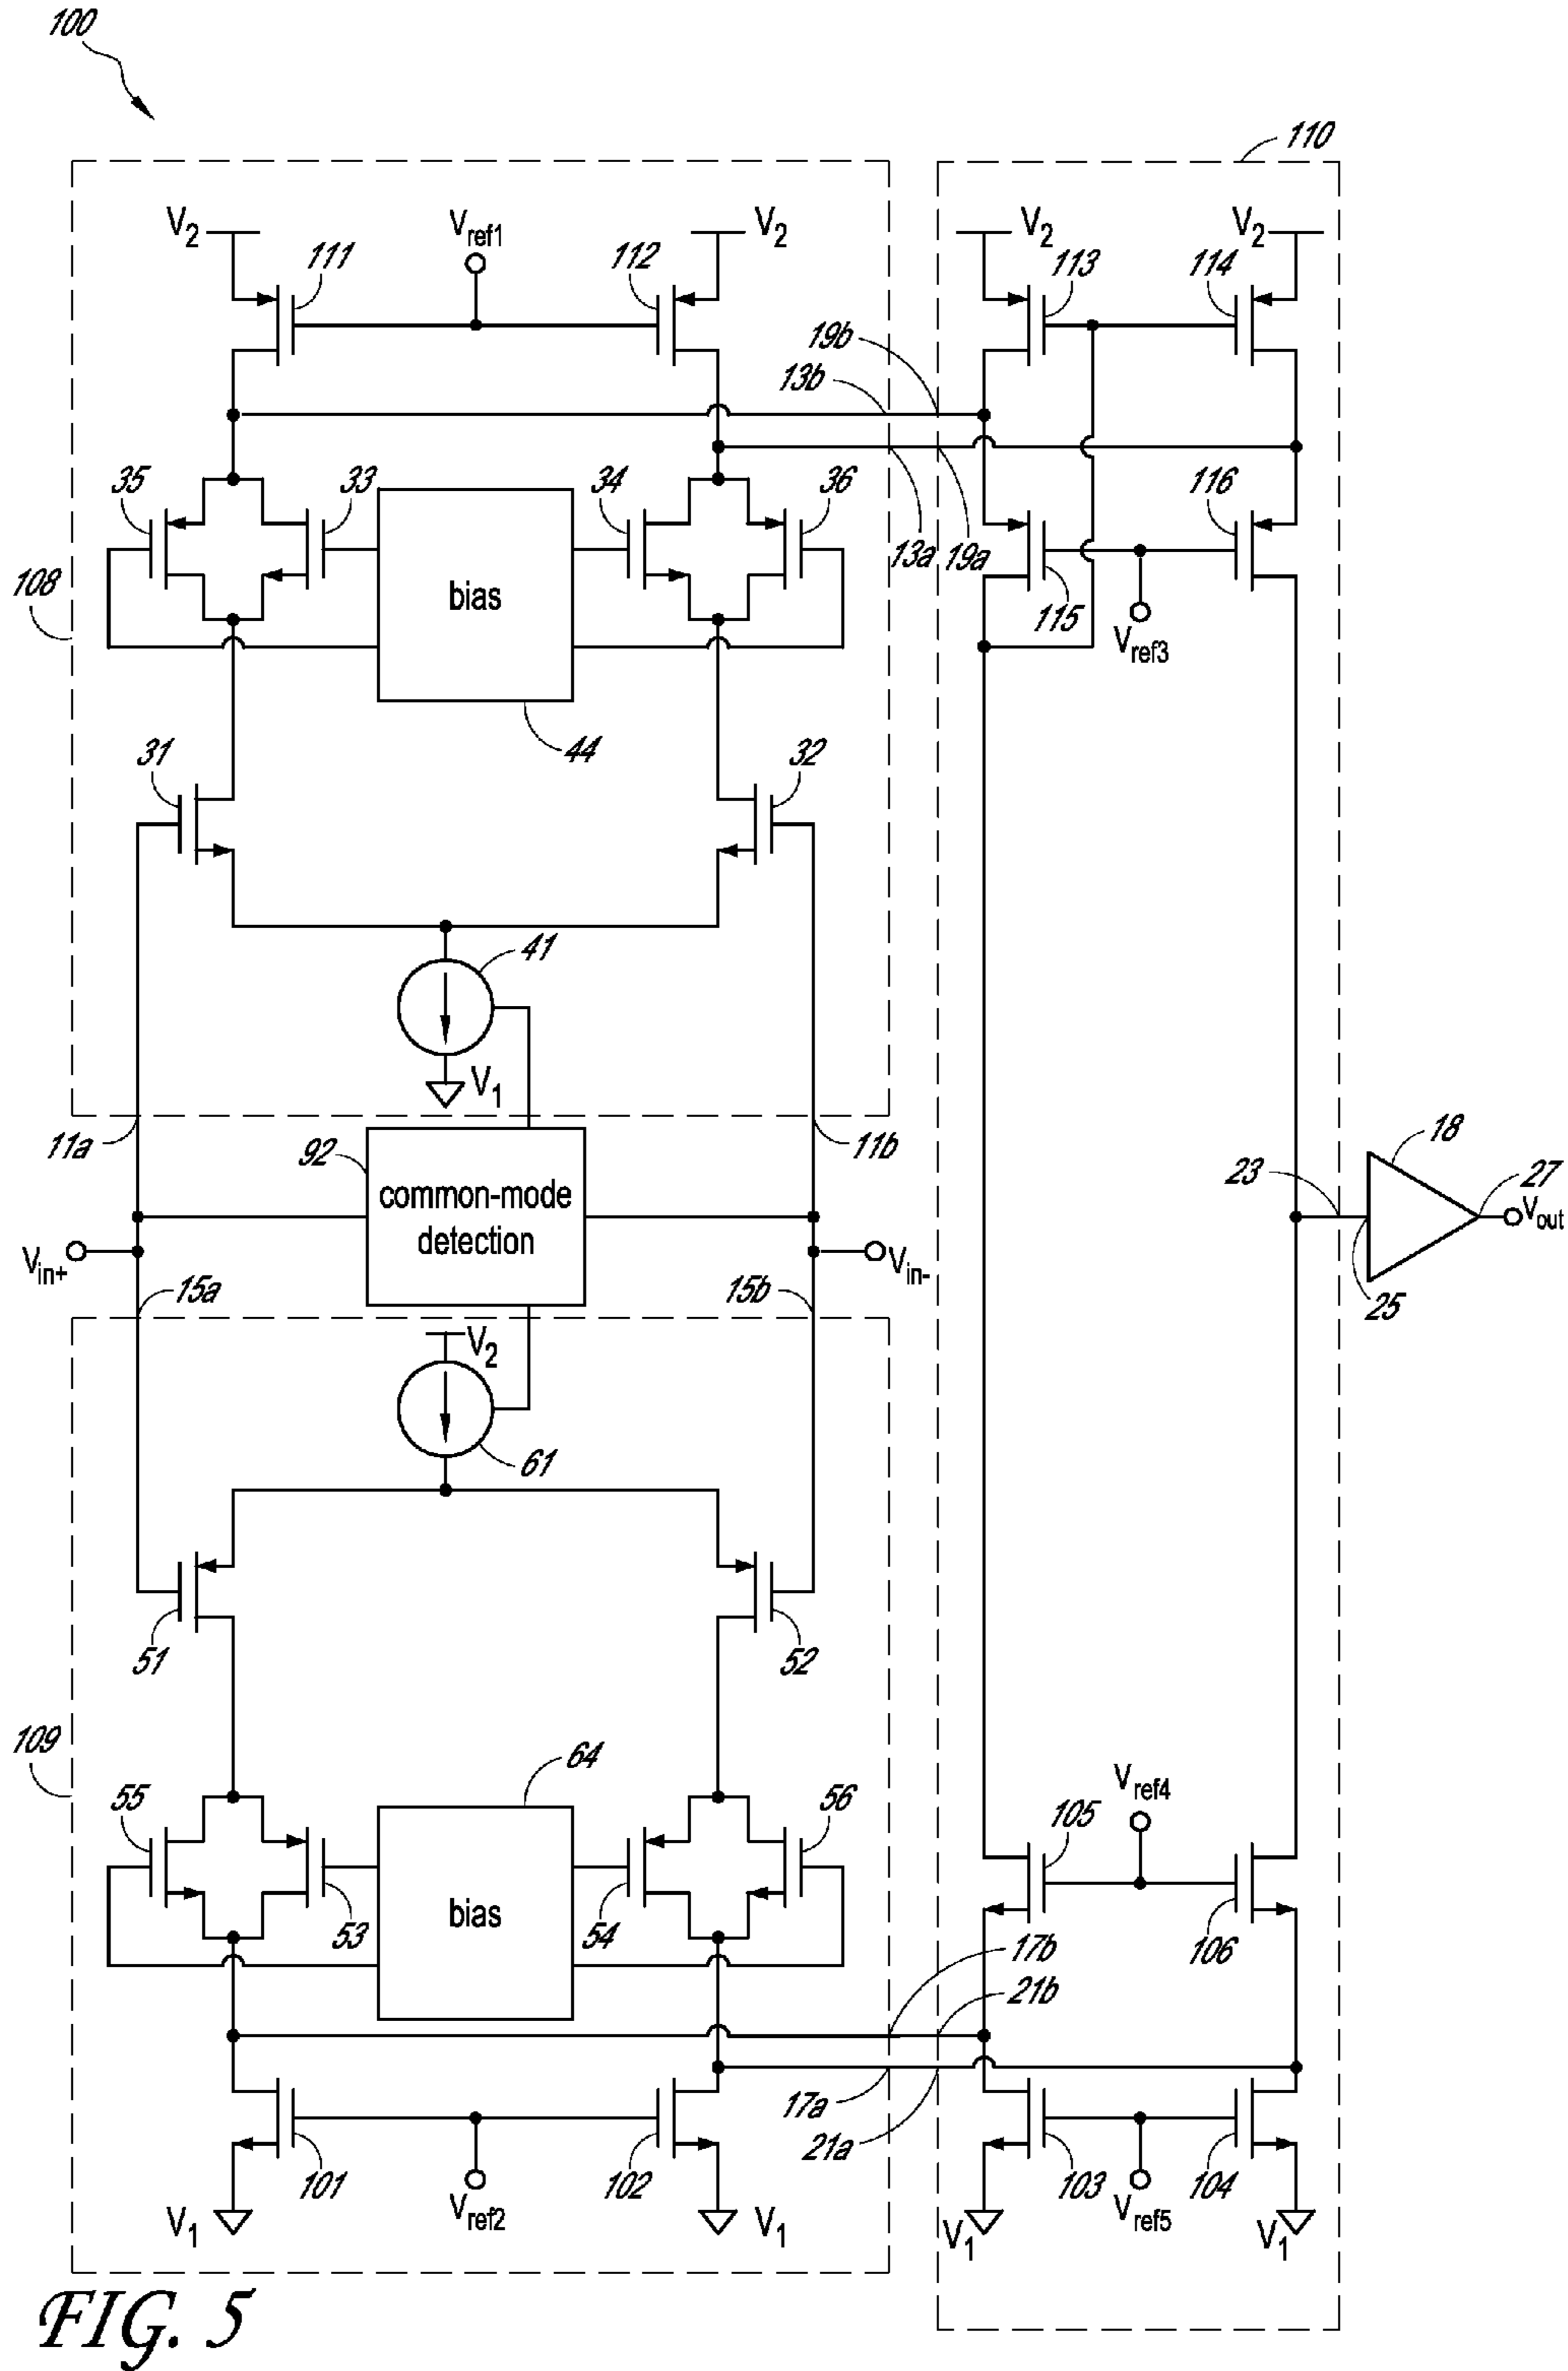 100
110
V2
Vref1
V2
V2
V2
111
112
113
114
19b
13b
35
33
34
36
116
13a
19a
108
bias
115
Vref3
44
31
32
41
V1
11a
92
11b
18
common-mode
detection
23
27
Vout
Vin+
Vin-
15a
15b
25
V2
61
51
52
109
64
Vref4
55
56
105
bias
53
54
106
17b
21b
17a
21a
101
102
103
104
Vref2
Vref5
V1
V1
V1
V1
FIG. 5